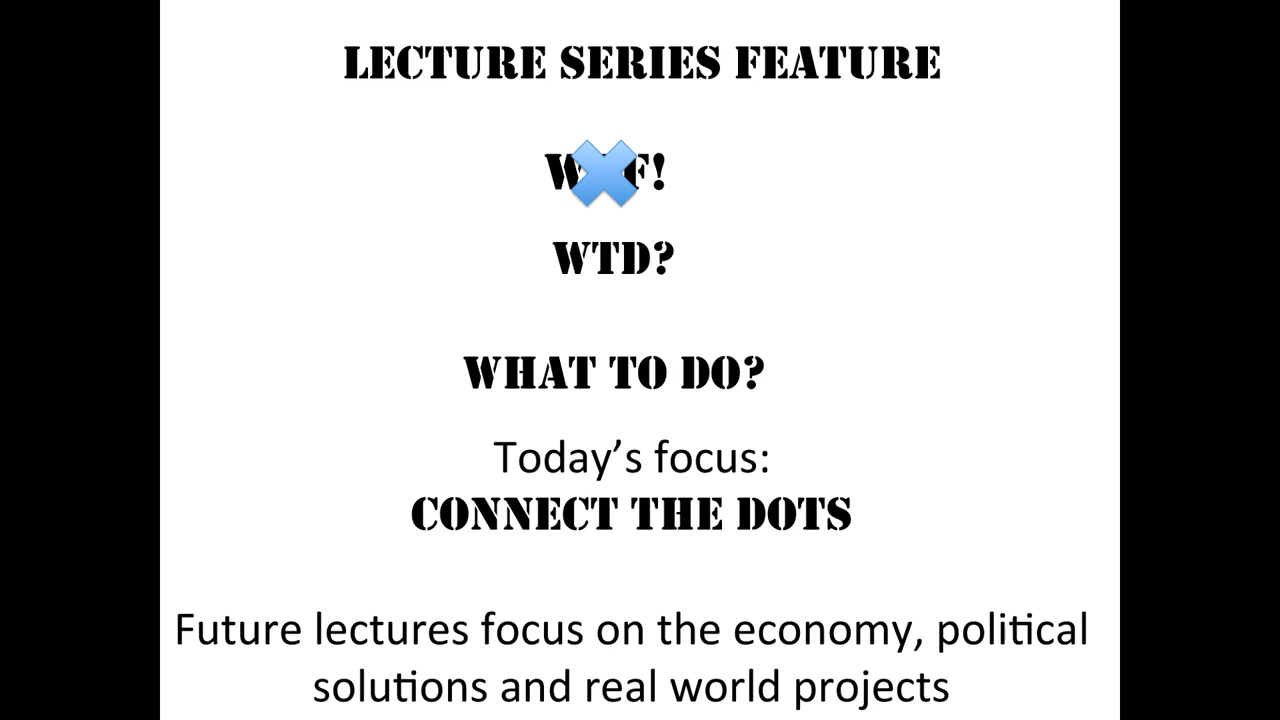 LECTURE SERIES FEATURE
WTD?
WHAT TO DO?
Today’s focus:
CONNECT THE DOTS
Future lectures focus on the economy, political
solutions and real world projects